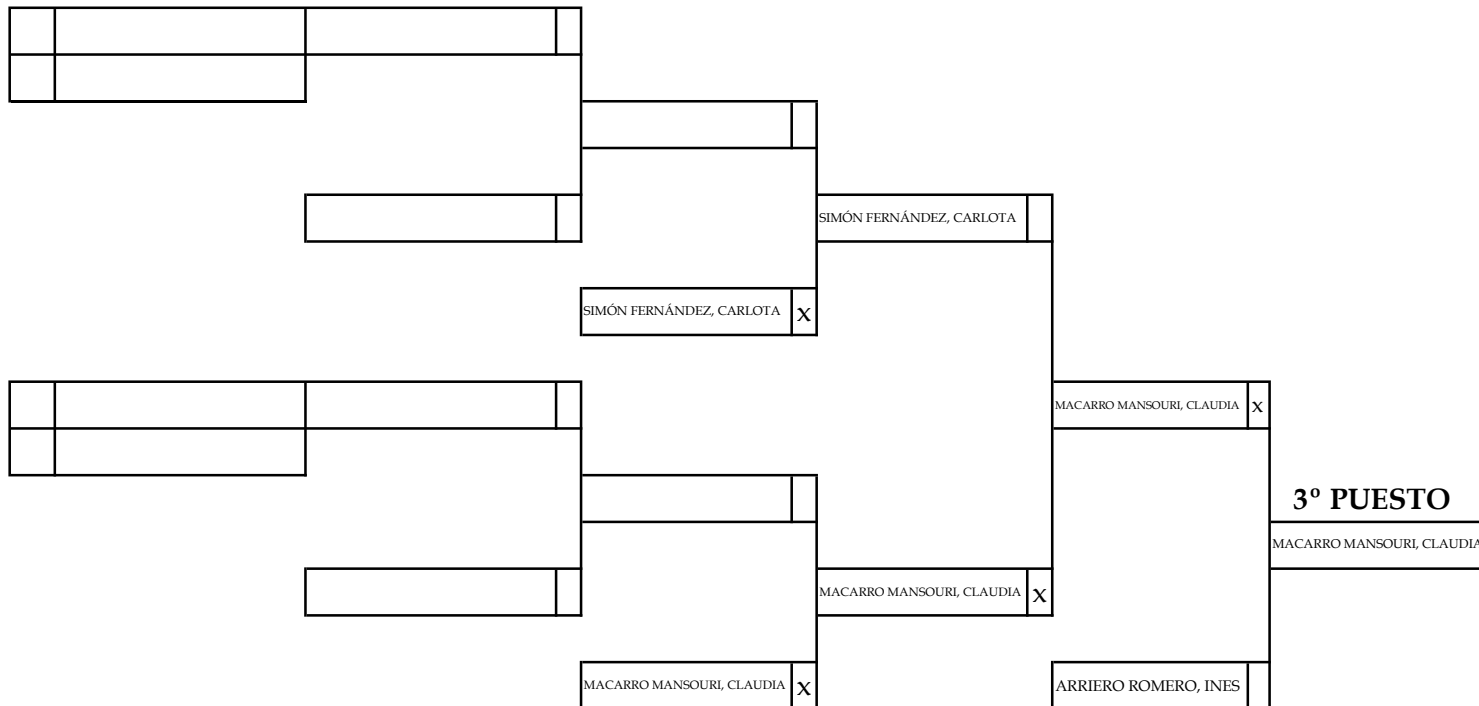 SIMÓN FERNÁNDEZ, CARLOTA
SIMÓN FERNÁNDEZ, CARLOTA x
MACARRO MANSOURI, CLAUDIA x
3º PUESTO
MACARRO MANSOURI, CLAUDIA
MACARRO MANSOURI, CLAUDIA x
MACARRO MANSOURI, CLAUDIA x
ARRIERO ROMERO, INES